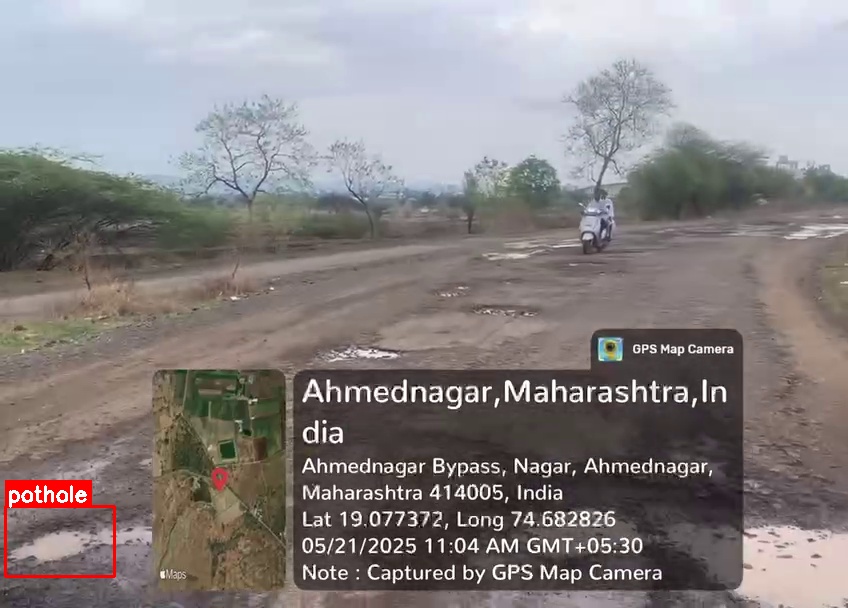 GPS Map Camera
Ahmednagar,Maharashtra,In
dia
Ahmednagar Bypass, Nagar, Ahmednagar,
Maharashtra 414005, India
Lat 19.077372, Long 74.682826
05/21/2025 11:04 AM GMT+05:30
Note : Captured by GPS Map Camera
pothole
Maps